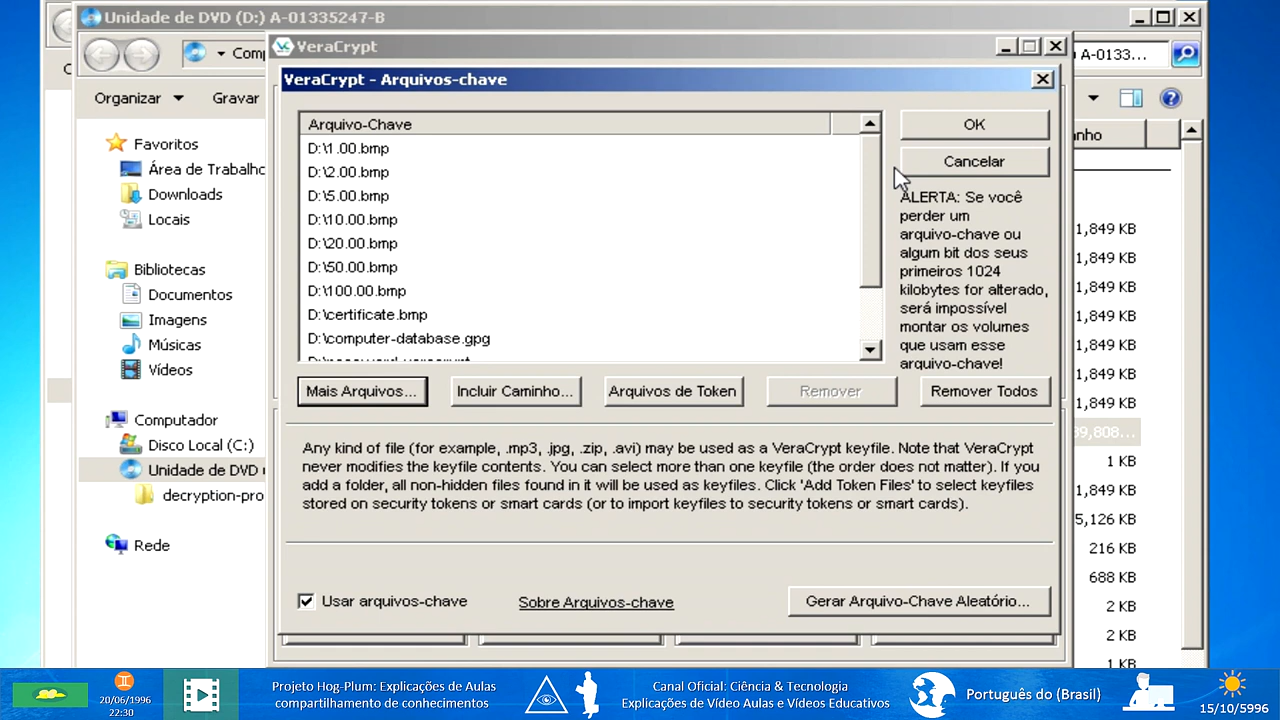 Unidade de DVD (D:) A-01335247-B
VeraCrypt
Comp
A-0133...
VeraCrypt - Arquivos-chave
Organizar
Gravar
Favoritos
Área de Trabalho
Downloads
Locais
Bibliotecas
Documentos
Imagens
Músicas
Vídeos
Computador
Disco Local (C:)
Unidade de DVD
decryption-pro
Rede
Arquivo-Chave
D:\1.00.bmp
D:\2.00.bmp
D:\5.00.bmp
D:\10.00.bmp
D:\20.00.bmp
D:\50.00.bmp
D:\100.00.bmp
D:\certificate.bmp
D:\computer-database.gpg
OK
Cancelar
ALERTA: Se você
perder um
arquivo-chave ou
algum bit dos seus
primeiros 1024
kilobytes for alterado,
será impossível
montar os volumes
que usam esse
arquivo-chave!
Mais Arquivos...
Incluir Caminho...
Arquivos de Token
Remover
Remover Todos
Any kind of file (for example, .mp3, .jpg, .zip, .avi) may be used as a VeraCrypt keyfile. Note that VeraCrypt
never modifies the keyfile contents. You can select more than one keyfile (the order does not matter). If you
add a folder, all non-hidden files found in it will be used as keyfiles. Click 'Add Token Files' to select keyfiles
stored on security tokens or smart cards (or to import keyfiles to security tokens or smart cards).
Usar arquivos-chave
Sobre Arquivos-chave
Gerar Arquivo-Chave Aleatório...
nho
1,849 KB
1,849 KB
1,849 KB
1,849 KB
1,849 KB
1,849 KB
1,849 KB
39,808...
1 KB
1,849 KB
5,126 KB
216 KB
688 KB
2 KB
2 KB
1 KB
20/06/1996
22:30
Projeto Hog-Plum: Explicações de Aulas
compartilhamento de conhecimentos
Canal Oficial: Ciência & Tecnologia
Explicações de Vídeo Aulas e Vídeos Educativos
Português do (Brasil)
15/10/5996